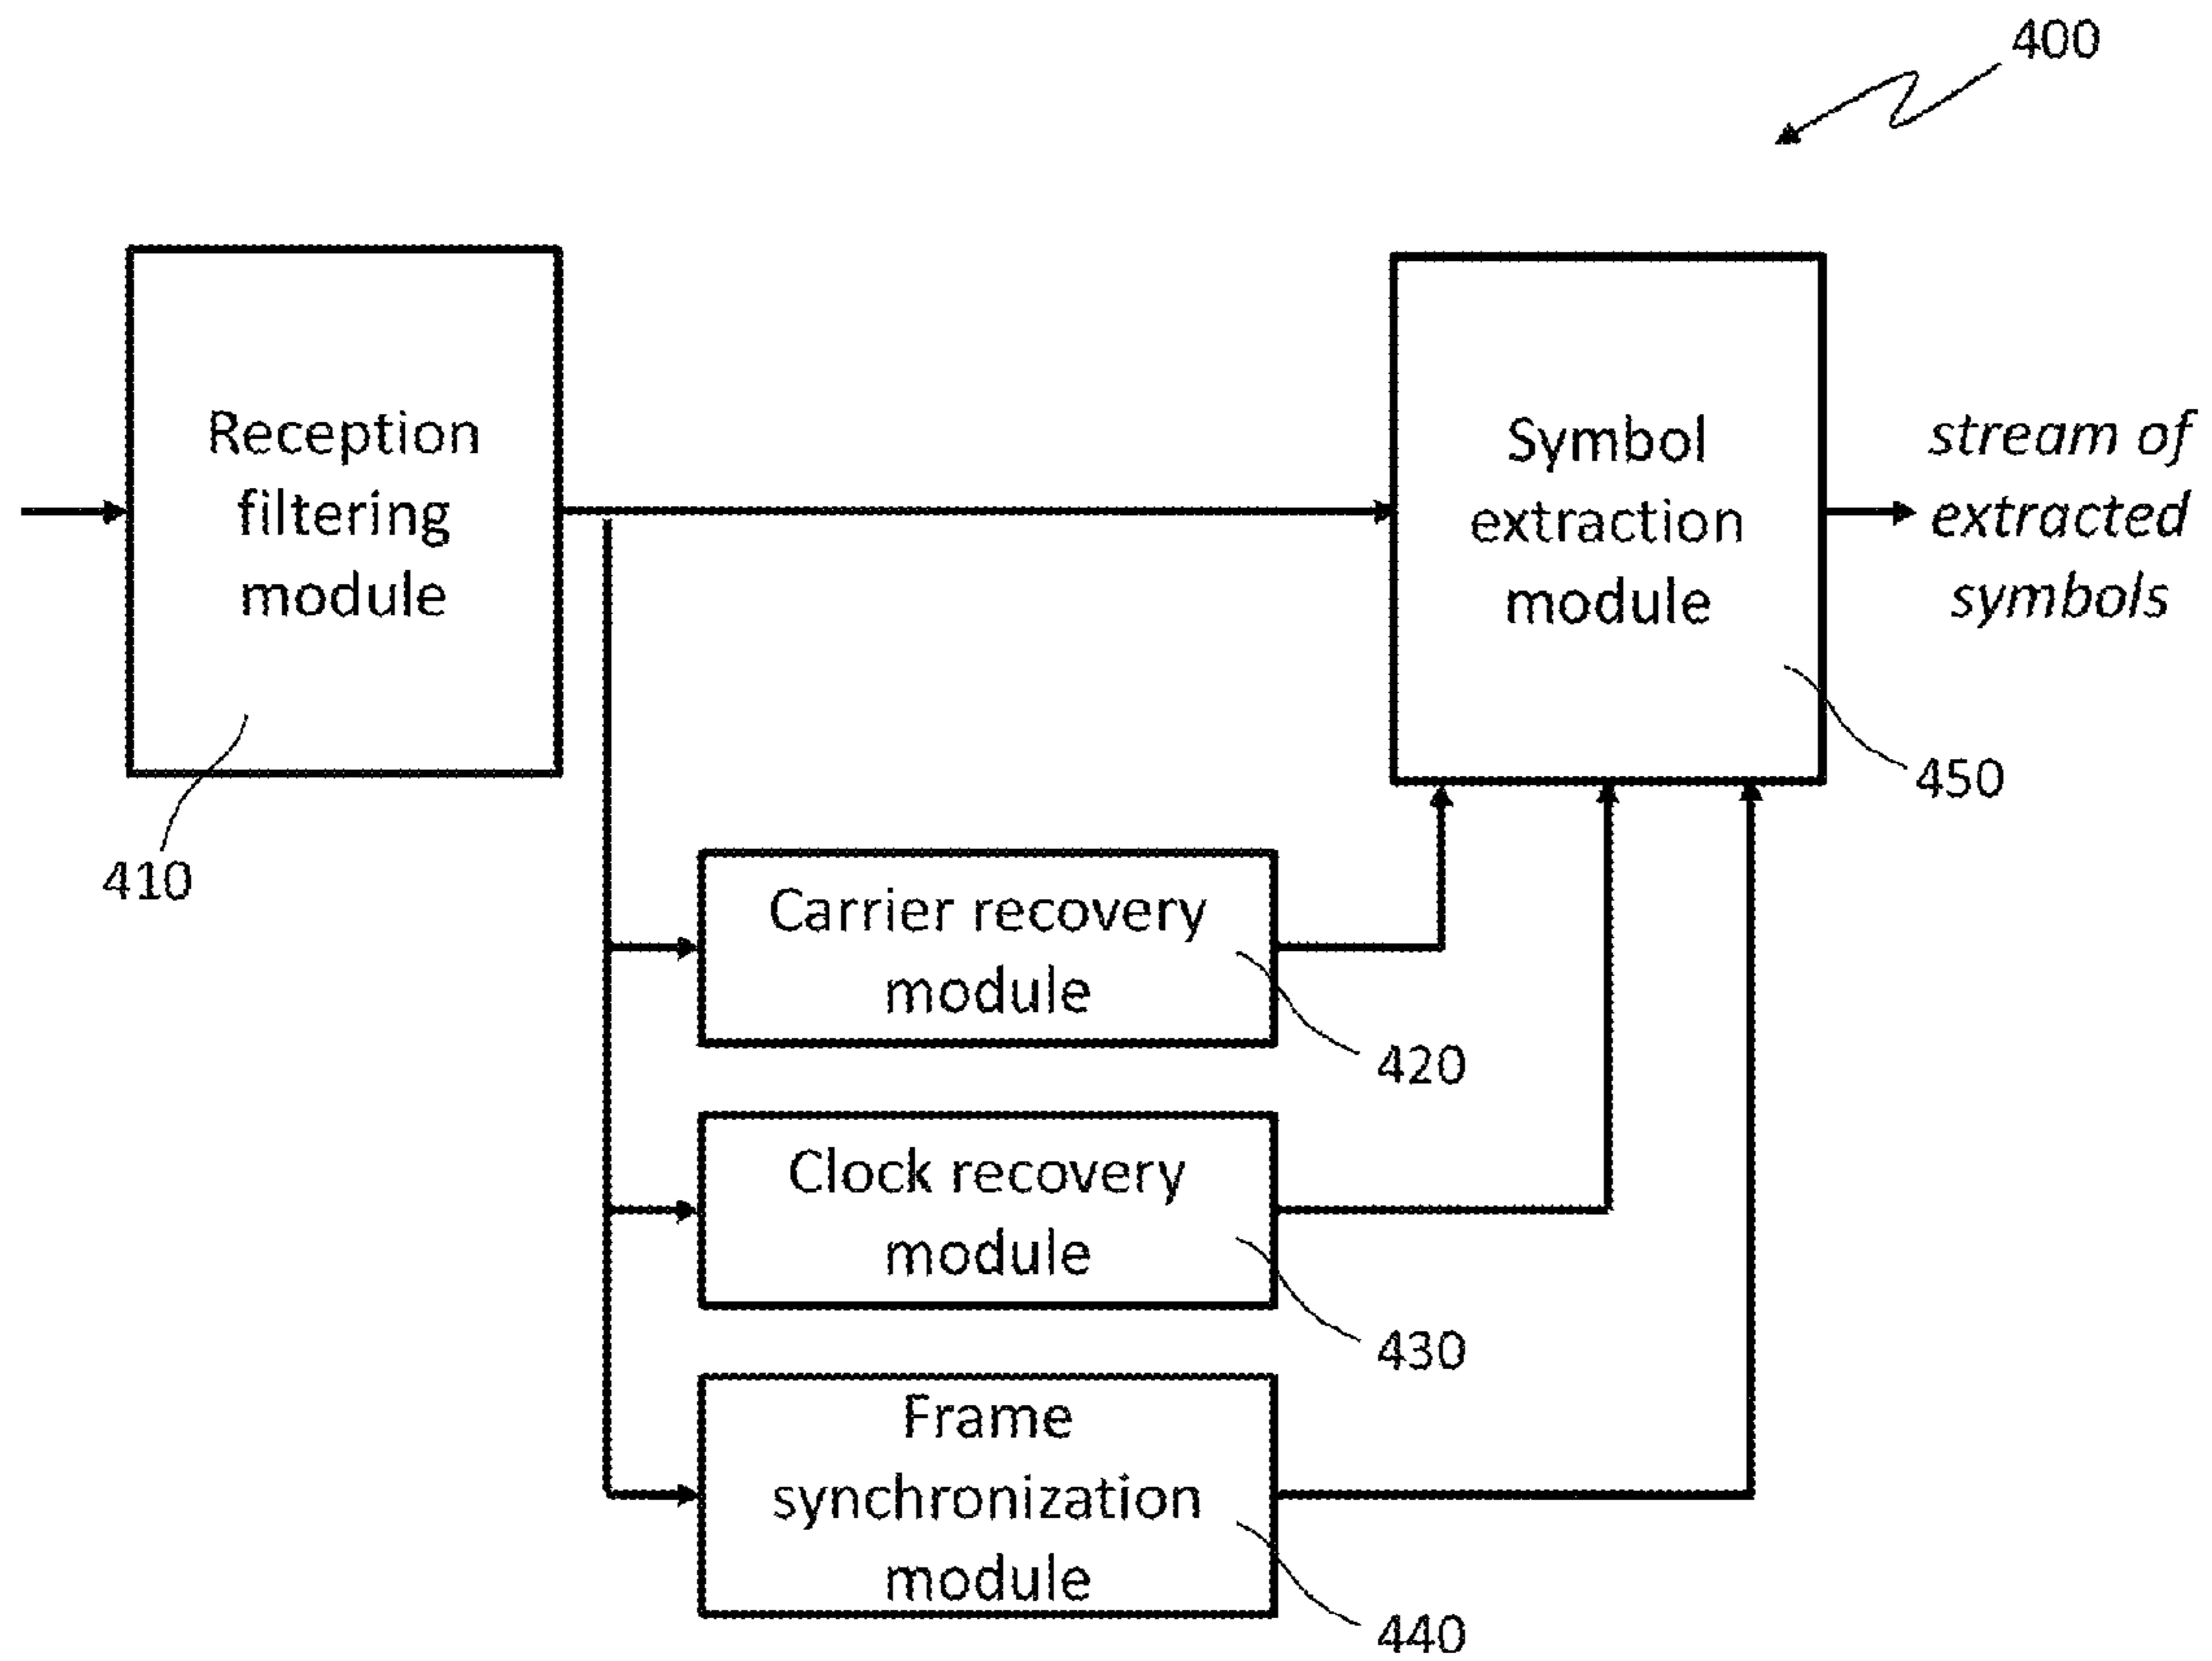 400
Reception
filtering
module
410
Symbol
extraction
module
450
stream of
extracted
symbols
Carrier recovery
module
420
Clock recovery
module
430
Frame
synchronization
module
440